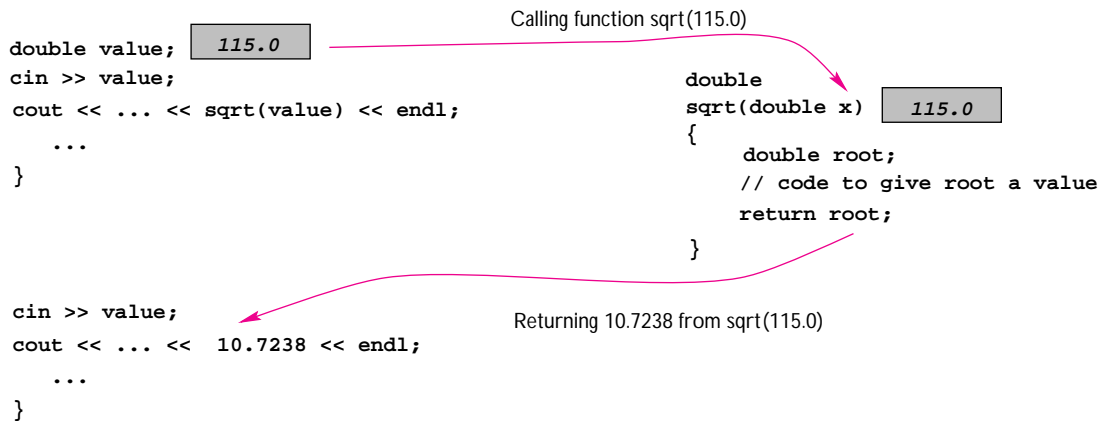 Calling function sqrt(115.0)
double value; 115.0
cin >> value;
cout << ... << sqrt(value) << endl;
...
}
double
sqrt(double x) 115.0
{
double root;
// code to give root a value
return root;
}
cin >> value;
cout << ... << 10.7238 << endl;
...
}
Returning 10.7238 from sqrt(115.0)